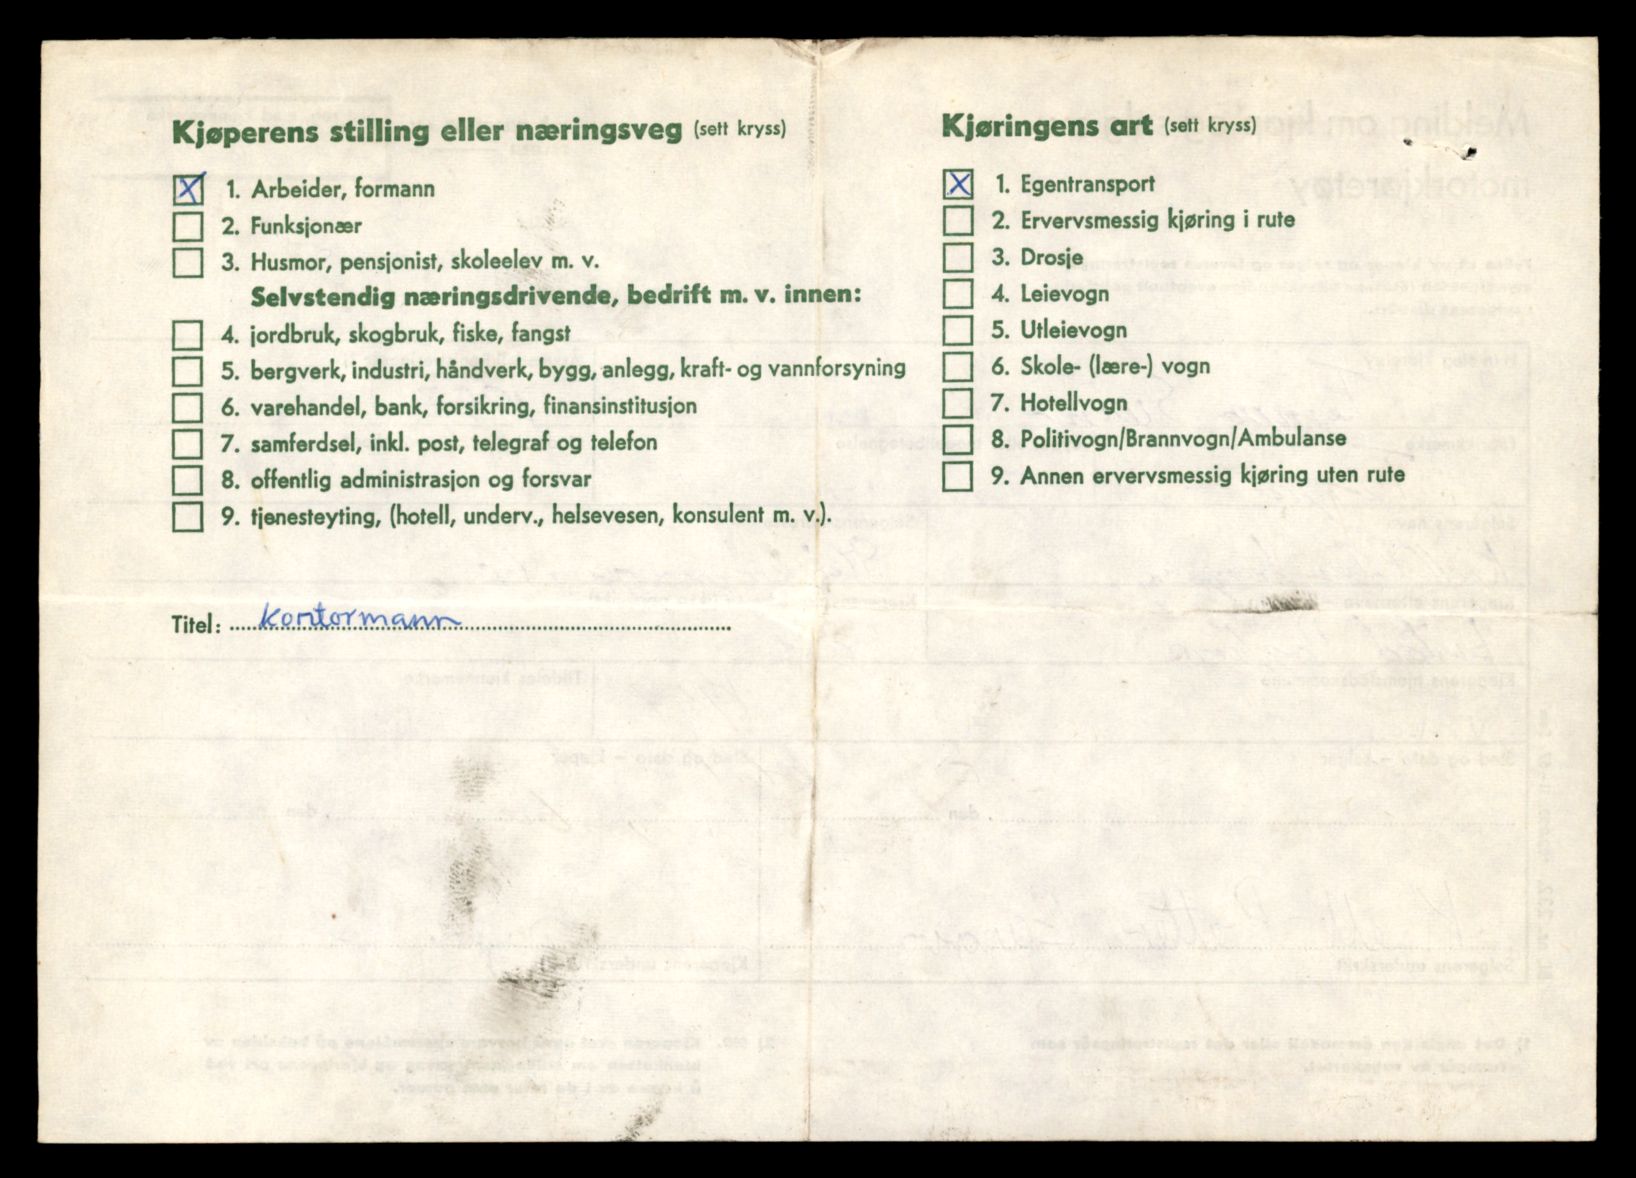 Kjøperens stilling eller næringsveg (sett kryss)
X 1. Arbeider, formann
2. Funksjonær
3. Husmor, pensjonist, skoleelev m. v.
Selvstendig næringsdrivende, bedrift m. v. innen:
4. jordbruk, skogbruk, fiske, fangst
5. bergverk, industri, håndverk, bygg, anlegg, kraft- og vannforsyning
6. varehandel, bank, forsikring, finansinstitusjon
7. samferdsel, inkl. post, telegraf og telefon
8. offentlig administrasjon og forsvar
9. tjenesteyting, (hotell, underv., helsevesen, konsulent m. v.).
Titel: Kontormann
Kjøringens art (sett kryss)
X 1. Egentransport
2. Ervervsmessig kjøring i rute
3. Drosje
4. Leievogn
5. Utleievogn
6. Skole- (lære-) vogn
7. Hotellvogn
8. Politivogn/Brannvogn/Ambulanse
9. Annen ervervsmessig kjøring uten rute